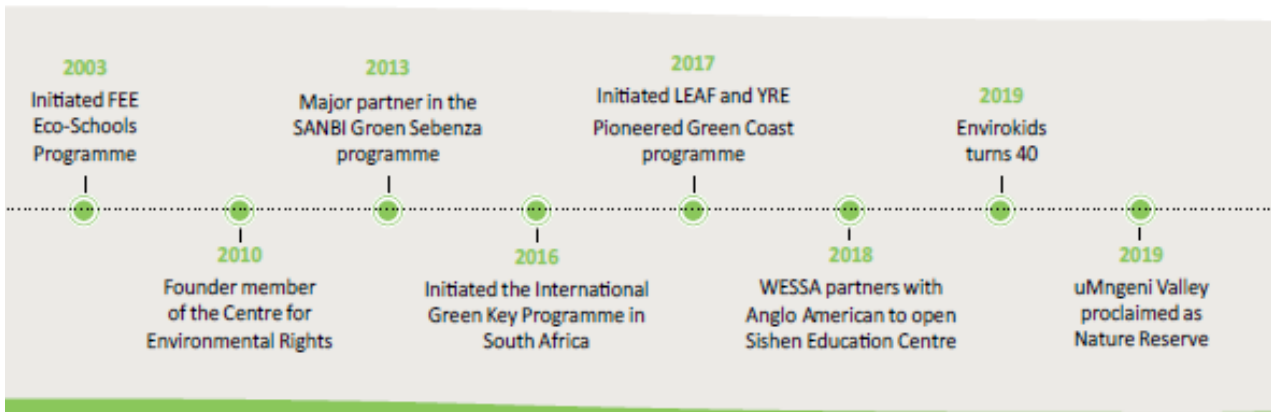 2003
Initiated FEE
Eco-Schools
Programme
2013
Major partner in the
SANBI Groen Sebenza
programme
2017
Initiated LEAF and YRE
Pioneered Green Coast
programme
2019
Envirokids
turns 40
2010
Founder member
of the Centre for
Environmental Rights
2016
Initiated the International
Green Key Programme in
South Africa
2018
WESSA partners with
Anglo American to open
Sishen Education Centre
2019
uMngeni Valley
proclaimed as
Nature Reserve